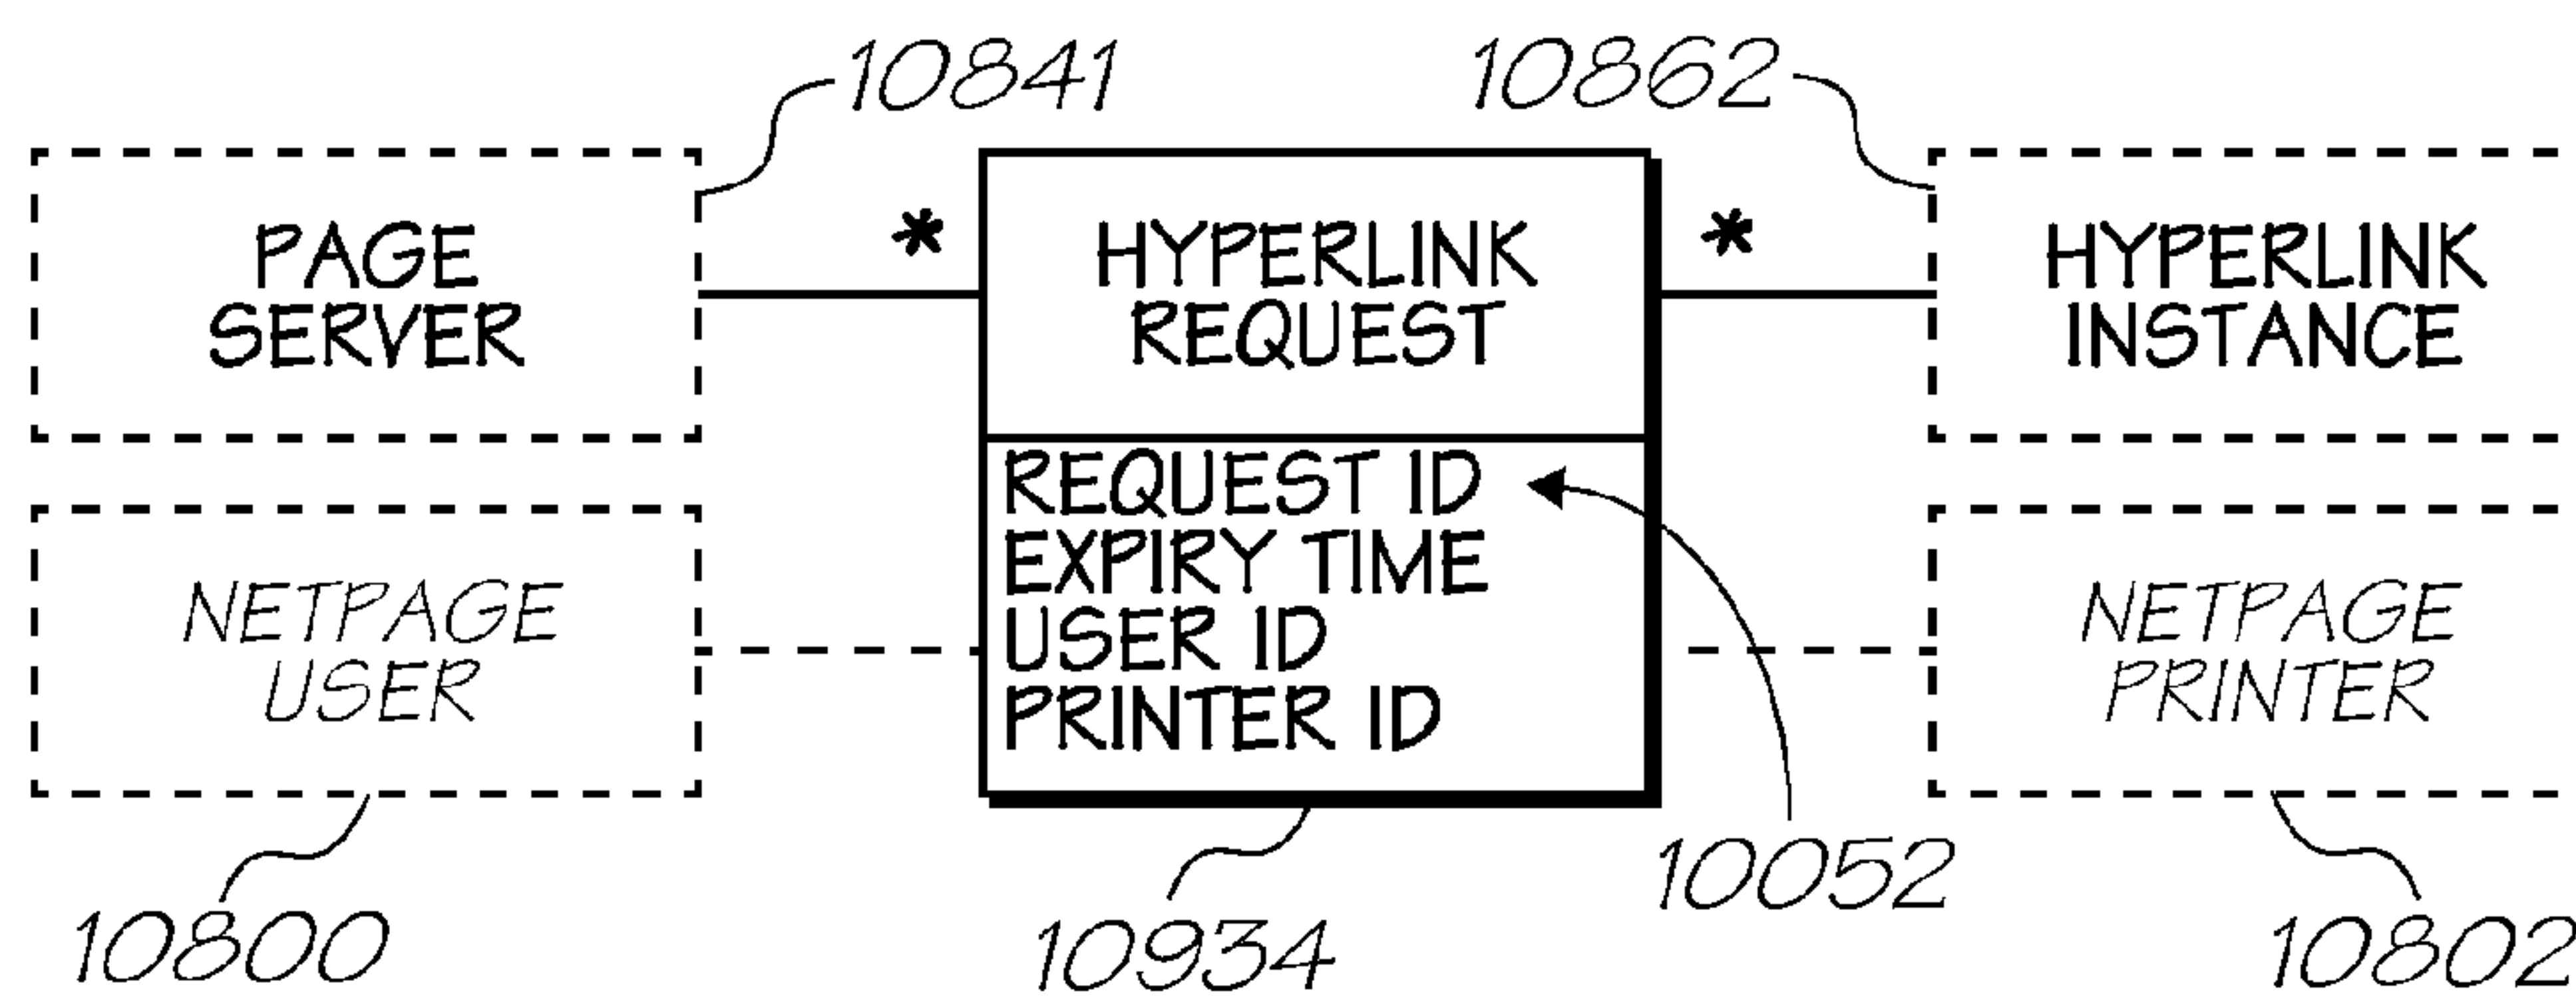 10841
10862
PAGE
SERVER
*
HYPERLINK
REQUEST
*
HYPERLINK
INSTANCE
REQUEST ID
EXPIRY TIME
USER ID
PRINTER ID
NETPAGE
USER
NETPAGE
PRINTER
10052
10800
10934
10802